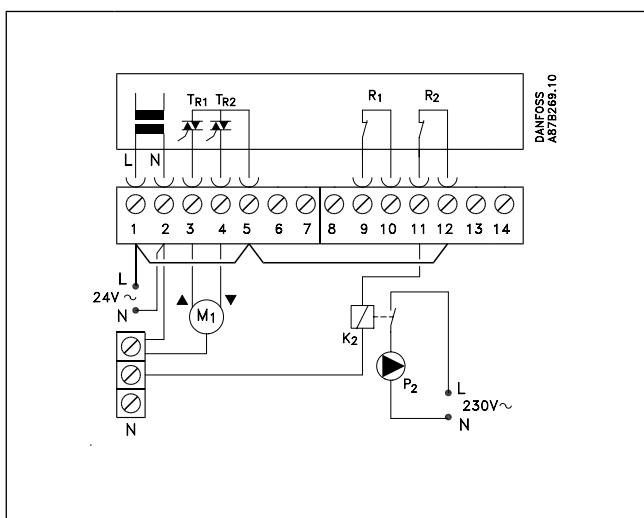 TR1 TR2 R1 R2
DANFOSS
A87B269.10
L N
1 2 3 4 5 6 7 8 9 10 11 12 13 14
L
24V ~
N
M1
K2
P2
L
230V~
N
N